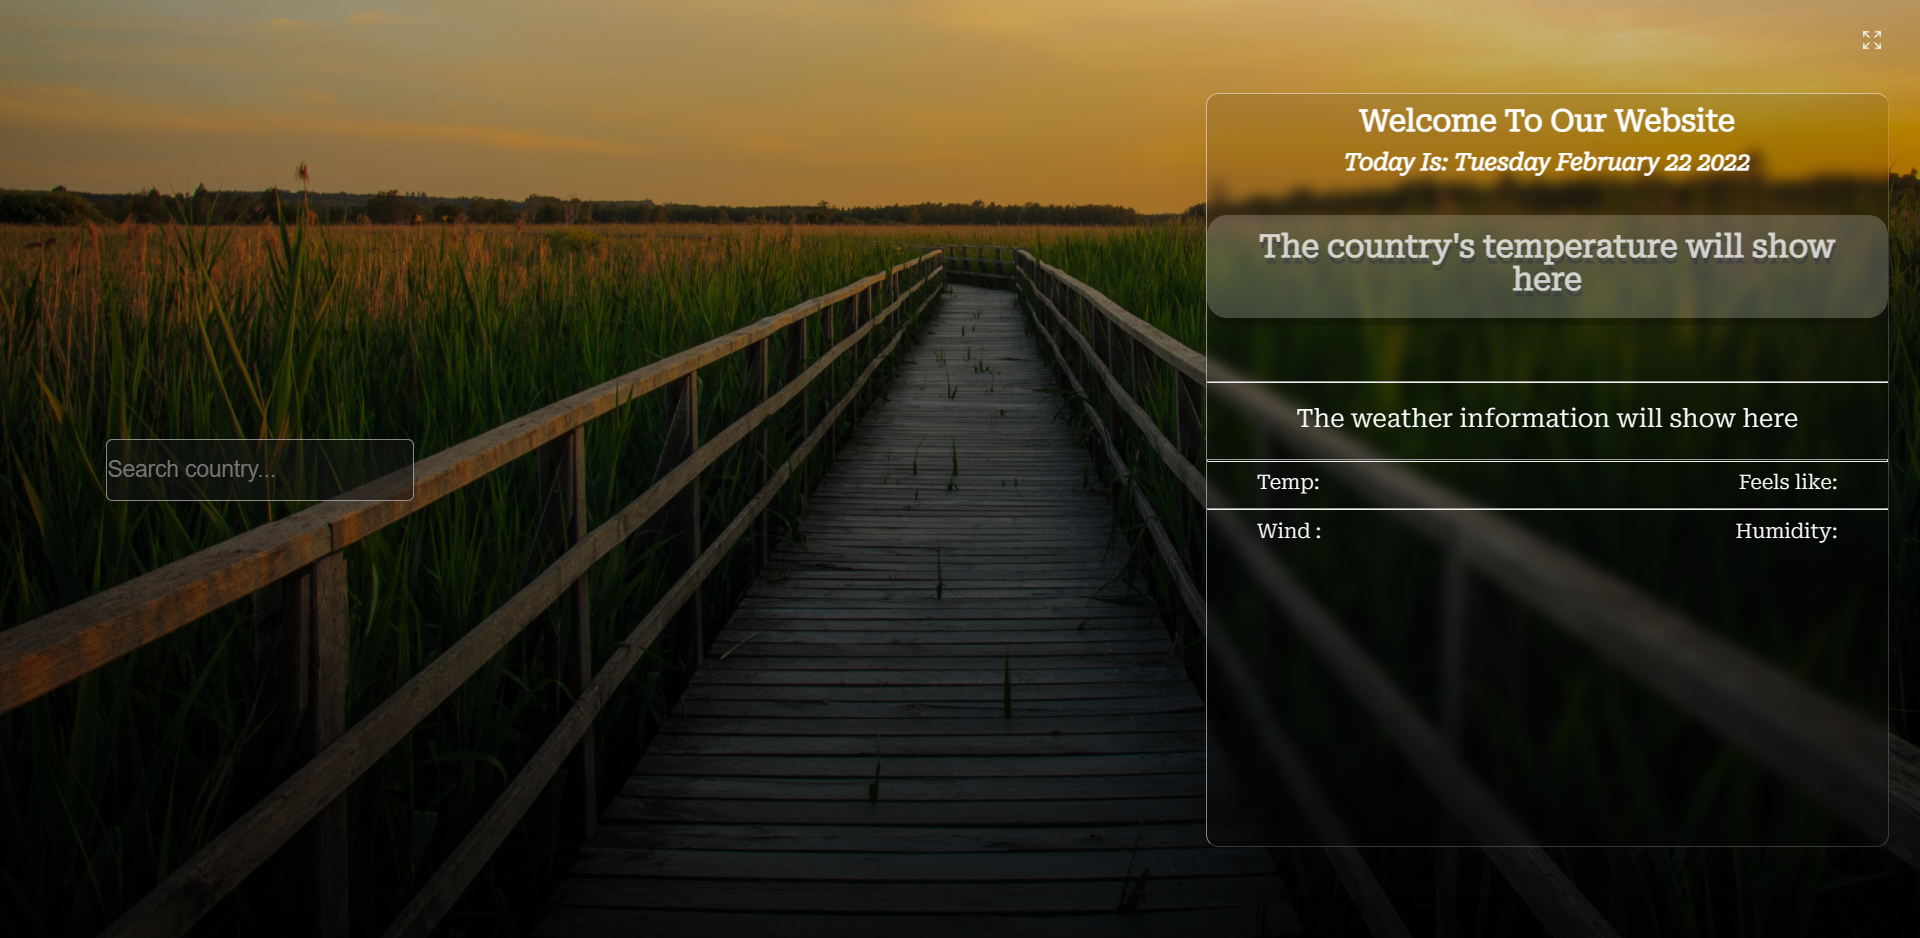 Welcome To Our Website
Today Is: Tuesday February 22 2022
The country's temperature will show
here
The weather information will show here
Search country...
Temp:
Feels like:
Wind :
Humidity: